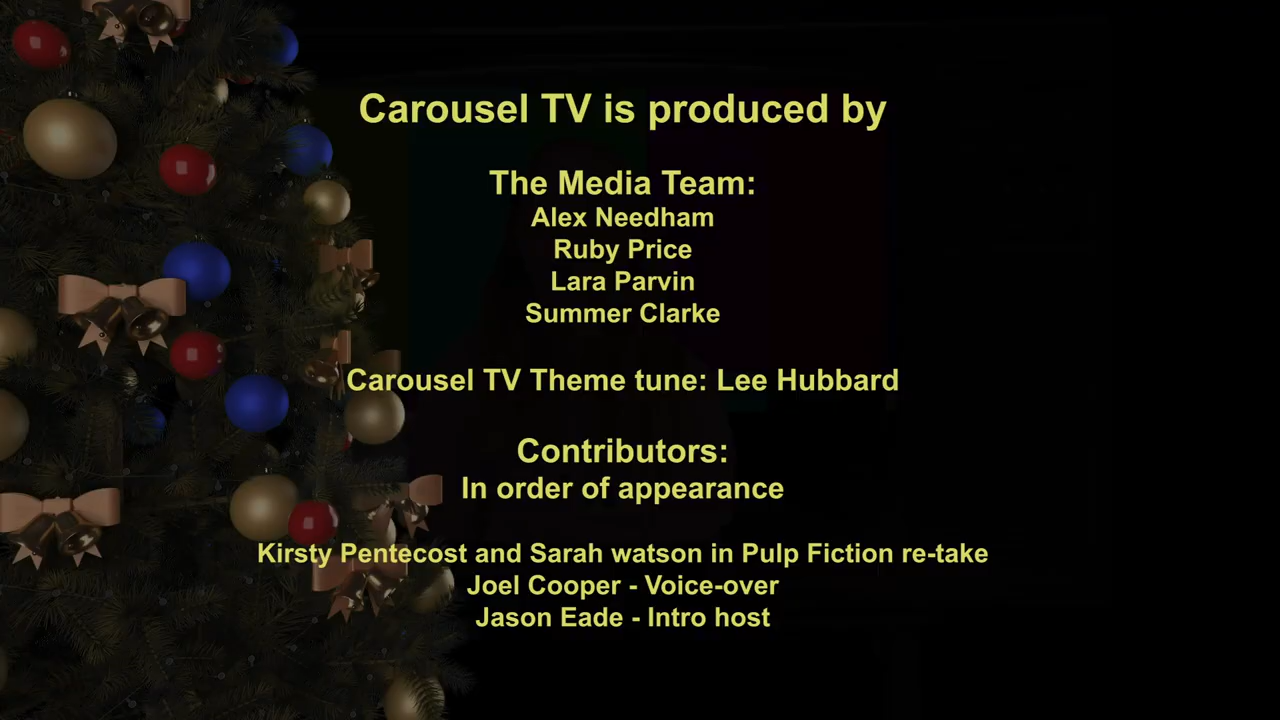 Carousel TV is produced by
The Media Team:
Alex Needham
Ruby Price
Lara Parvin
Summer Clarke
Carousel TV Theme tune: Lee Hubbard
Contributors:
In order of appearance
Kirsty Pentecost and Sarah watson in Pulp Fiction re-take
Joel Cooper - Voice-over
Jason Eade - Intro host